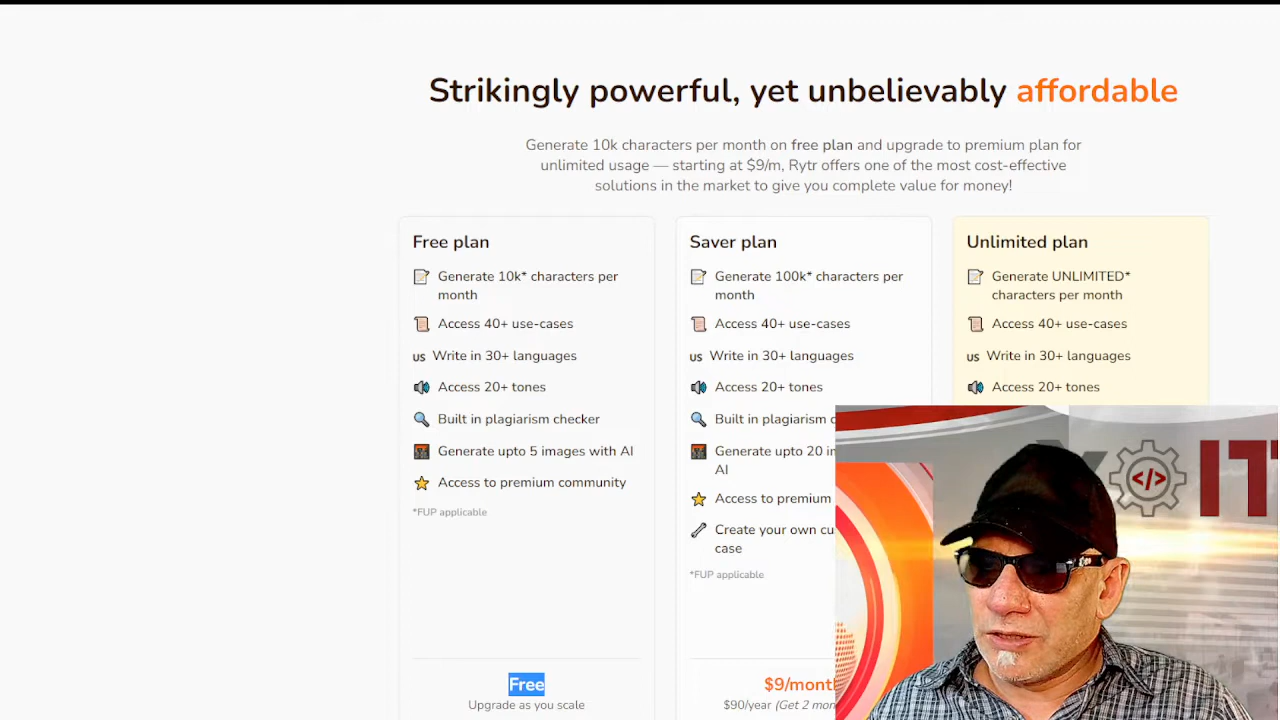 Strikingly powerful, yet unbelievably affordable
Generate 10k characters per month on free plan and upgrade to premium plan for
unlimited usage — starting at $9/m, Rytr offers one of the most cost-effective
solutions in the market to give you complete value for money!
Free plan
Generate 10k* characters per
month
Access 40+ use-cases
US Write in 30+ languages
Access 20+ tones
Built in plagiarism checker
Generate upto 5 images with AI
Access to premium community
*FUP applicable
Free
Upgrade as you scale
Saver plan
Generate 100k* characters per
month
Access 40+ use-cases
US Write in 30+ languages
Access 20+ tones
Built in plagiarism
Generate upto 20
AI
Access to premium
Create your own
case
*FUP applicable
$9/month
$90/year (Get 2
Unlimited plan
Generate UNLIMITED*
characters per month
Access 40+ use-cases
US Write in 30+ languages
Access 20+ tones
</>
IT